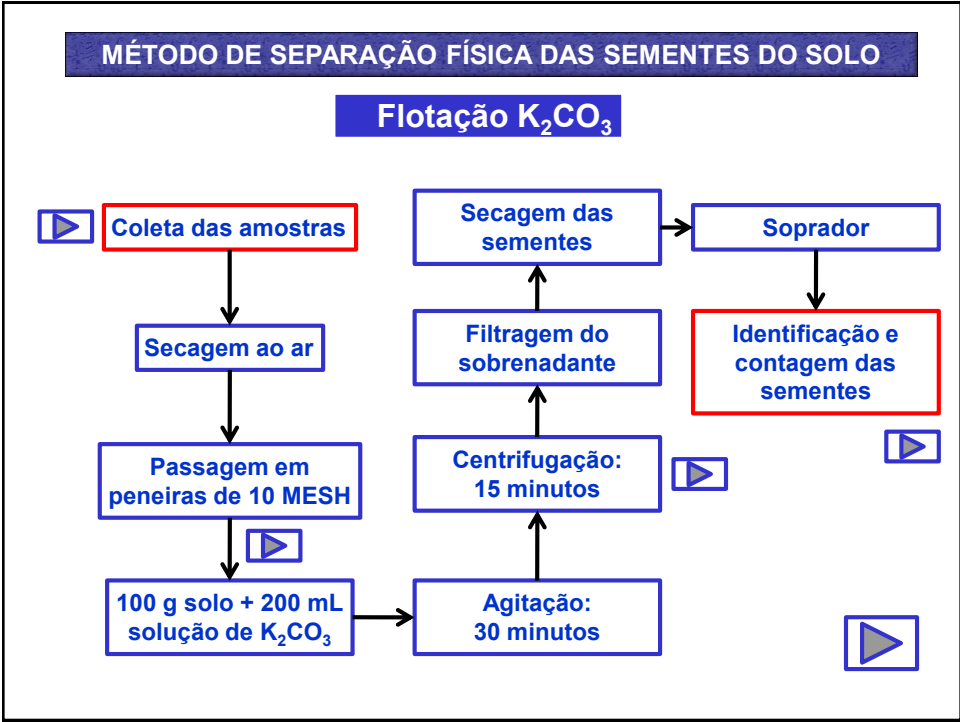 MÉTODO DE SEPARAÇÃO FÍSICA DAS SEMENTES DO SOLO
Flotação K₂CO₃
Coleta das amostras
Secagem ao ar
Passagem em
peneiras de 10 MESH
100 g solo + 200 mL
solução de K₂CO₃
Agitação:
30 minutos
Centrifugação:
15 minutos
Filtragem do
sobrenadante
Secagem das
sementes
Soprador
Identificação e
contagem das
sementes